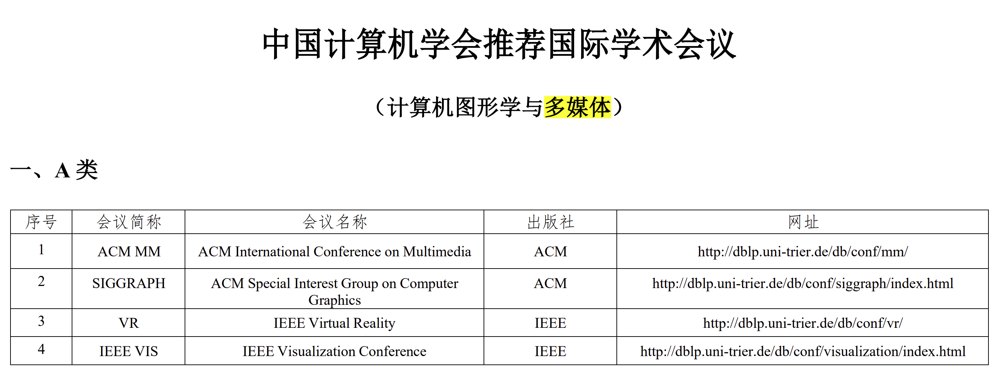 中国计算机学会推荐国际学术会议
（计算机图形学与多媒体）
一、A 类
序号 会议简称 会议名称 出版社 网址
1 ACM MM ACM International Conference on Multimedia ACM http://dblp.uni-trier.de/db/conf/mm/
2 SIGGRAPH ACM Special Interest Group on Computer ACM http://dblp.uni-trier.de/db/conf/siggraph/index.html
Graphics
3 VR IEEE Virtual Reality IEEE http://dblp.uni-trier.de/db/conf/vr/
4 IEEE VIS IEEE Visualization Conference IEEE http://dblp.uni-trier.de/db/conf/visualization/index.html